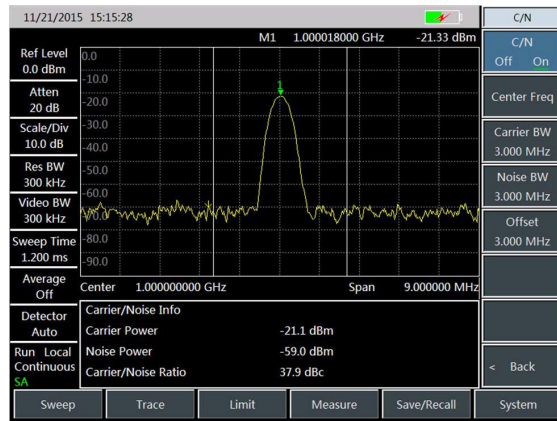 11/21/2015 15:15:28
C/N
M1 1.000018000 GHz -21.33 dBm
Ref Level
0.0 dBm
Atten
20 dB
Scale/Div
10.0 dB
Res BW
300 kHz
Video BW
300 kHz
Sweep Time
1.200 ms
Average
Off
Detector
Auto
Run Local
Continuous
SA
0.0
-10.0
-20.0
-30.0
-40.0
-50.0
-60.0
-70.0
-80.0
-90.0
1
Center 1.000000000 GHz Span 9.000000 MHz
Carrier/Noise Info
Carrier Power -21.1 dBm
Noise Power -59.0 dBm
Carrier/Noise Ratio 37.9 dBc
C/N
Off On
Center Freq
Carrier BW
3.000 MHz
Noise BW
3.000 MHz
Offset
3.000 MHz
< Back
Sweep Trace Limit Measure Save/Recall System